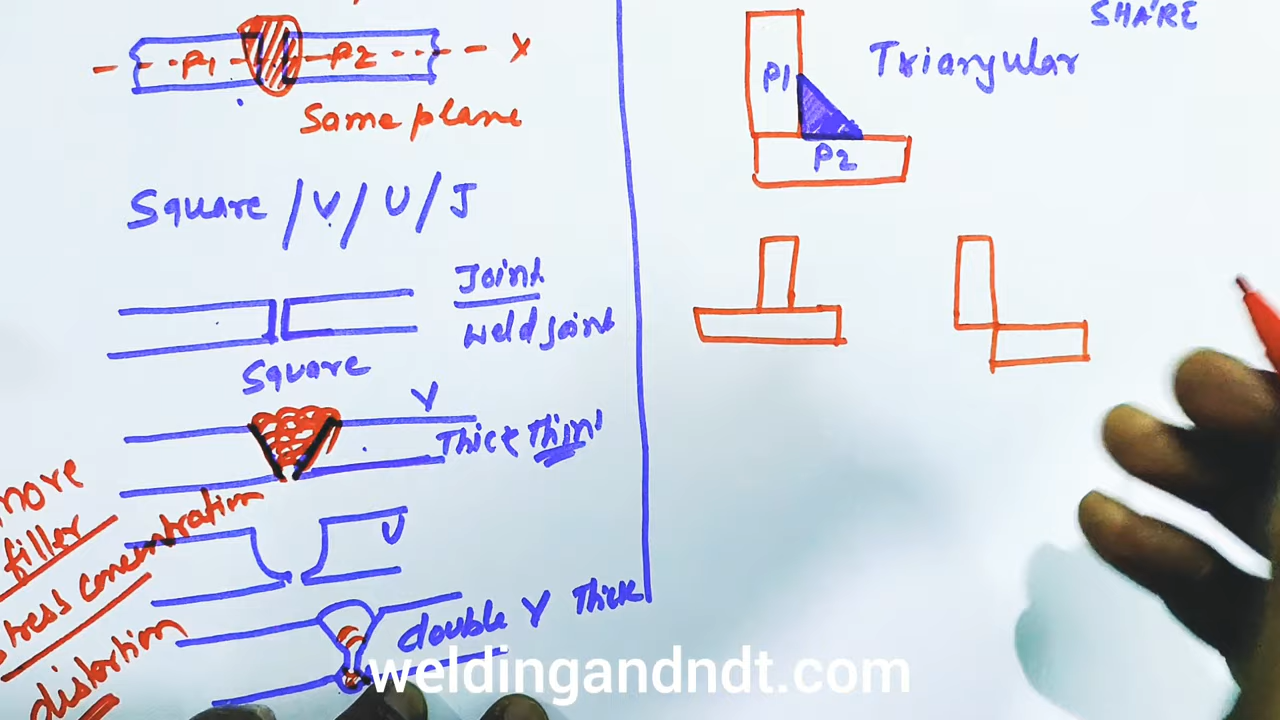 P1 P2 X
Same plane
Square / V / U / J
Joint
Weld joint
Square
V
Thick Thin
more
filler
stress concentration
distortion
U
double V Thick
SHARE
Triangular
P1
P2
weldingandndt.com